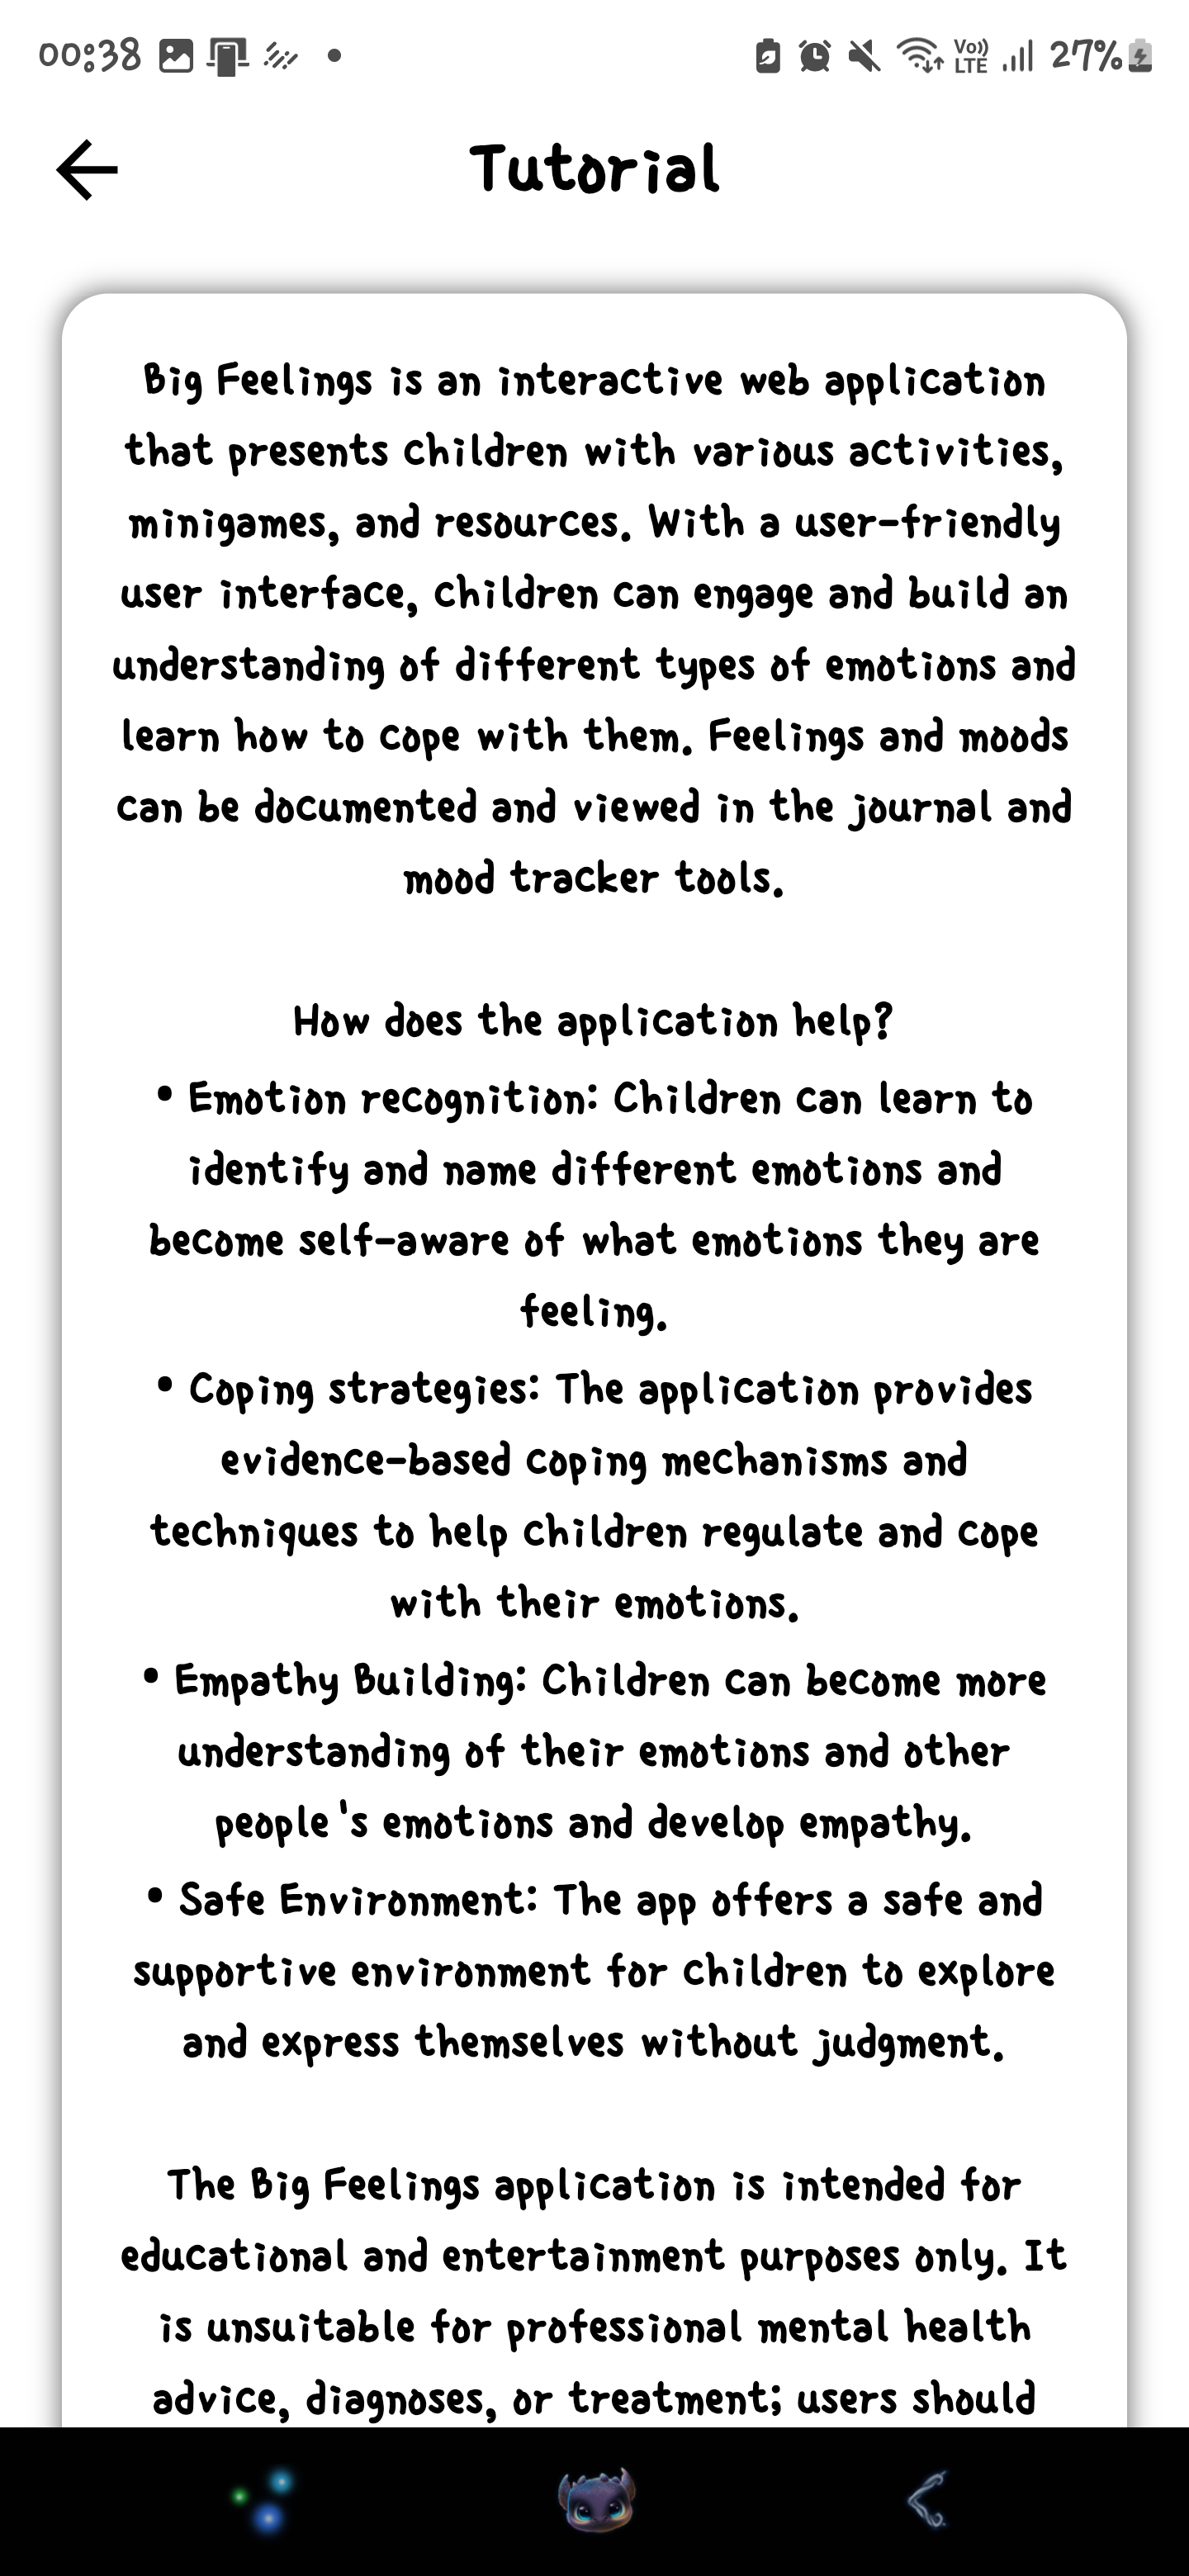 00:38
Vo))
LTE
27%
Tutorial
Big Feelings is an interactive web application
that presents children with various activities,
minigames, and resources. With a user-friendly
user interface, children can engage and build an
understanding of different types of emotions and
learn how to cope with them. Feelings and moods
can be documented and viewed in the journal and
mood tracker tools.
How does the application help?
• Emotion recognition: Children can learn to
identify and name different emotions and
become self-aware of what emotions they are
feeling.
• Coping strategies: The application provides
evidence-based coping mechanisms and
techniques to help children regulate and cope
with their emotions.
• Empathy Building: Children can become more
understanding of their emotions and other
people's emotions and develop empathy.
• Safe Environment: The app offers a safe and
supportive environment for children to explore
and express themselves without judgment.
The Big Feelings application is intended for
educational and entertainment purposes only. It
is unsuitable for professional mental health
advice, diagnoses, or treatment; users should